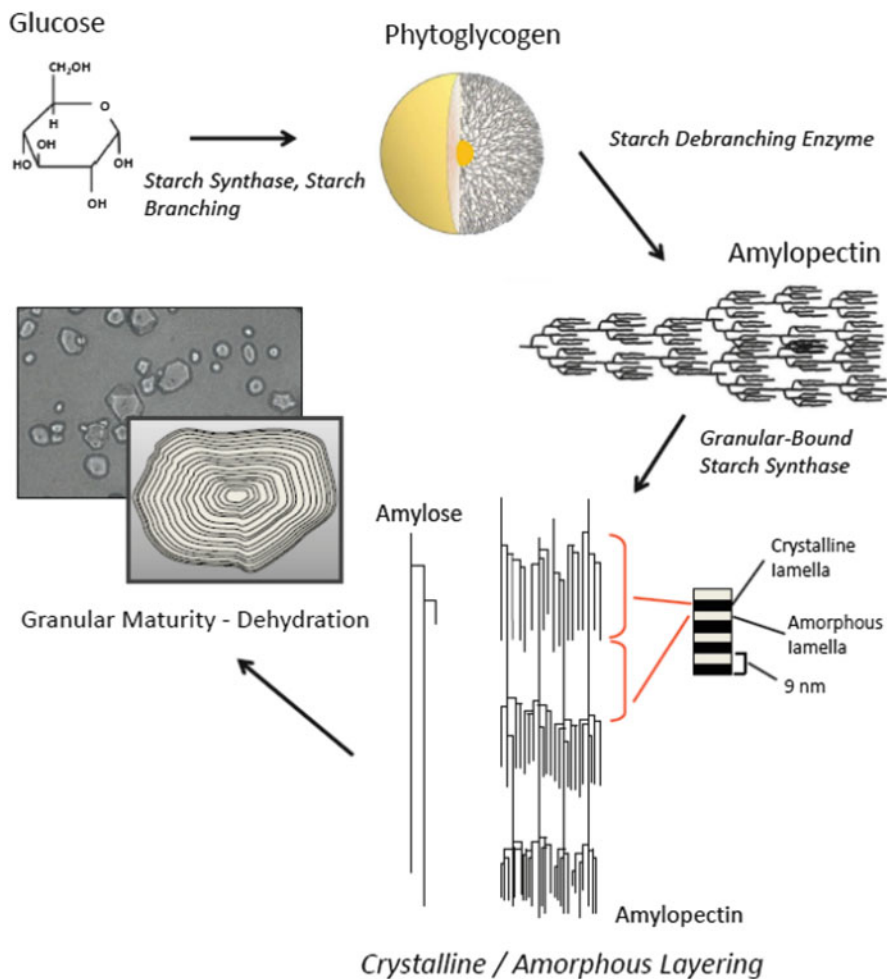 Glucose
CH₂OH
O
H
OH
HO
OH
OH
Starch Synthase, Starch
Branching
Phytoglycogen
Starch Debranching Enzyme
Amylopectin
Granular-Bound
Starch Synthase
Amylose
Crystalline
lamella
Amorphous
lamella
9 nm
Amylopectin
Crystalline / Amorphous Layering
Granular Maturity - Dehydration